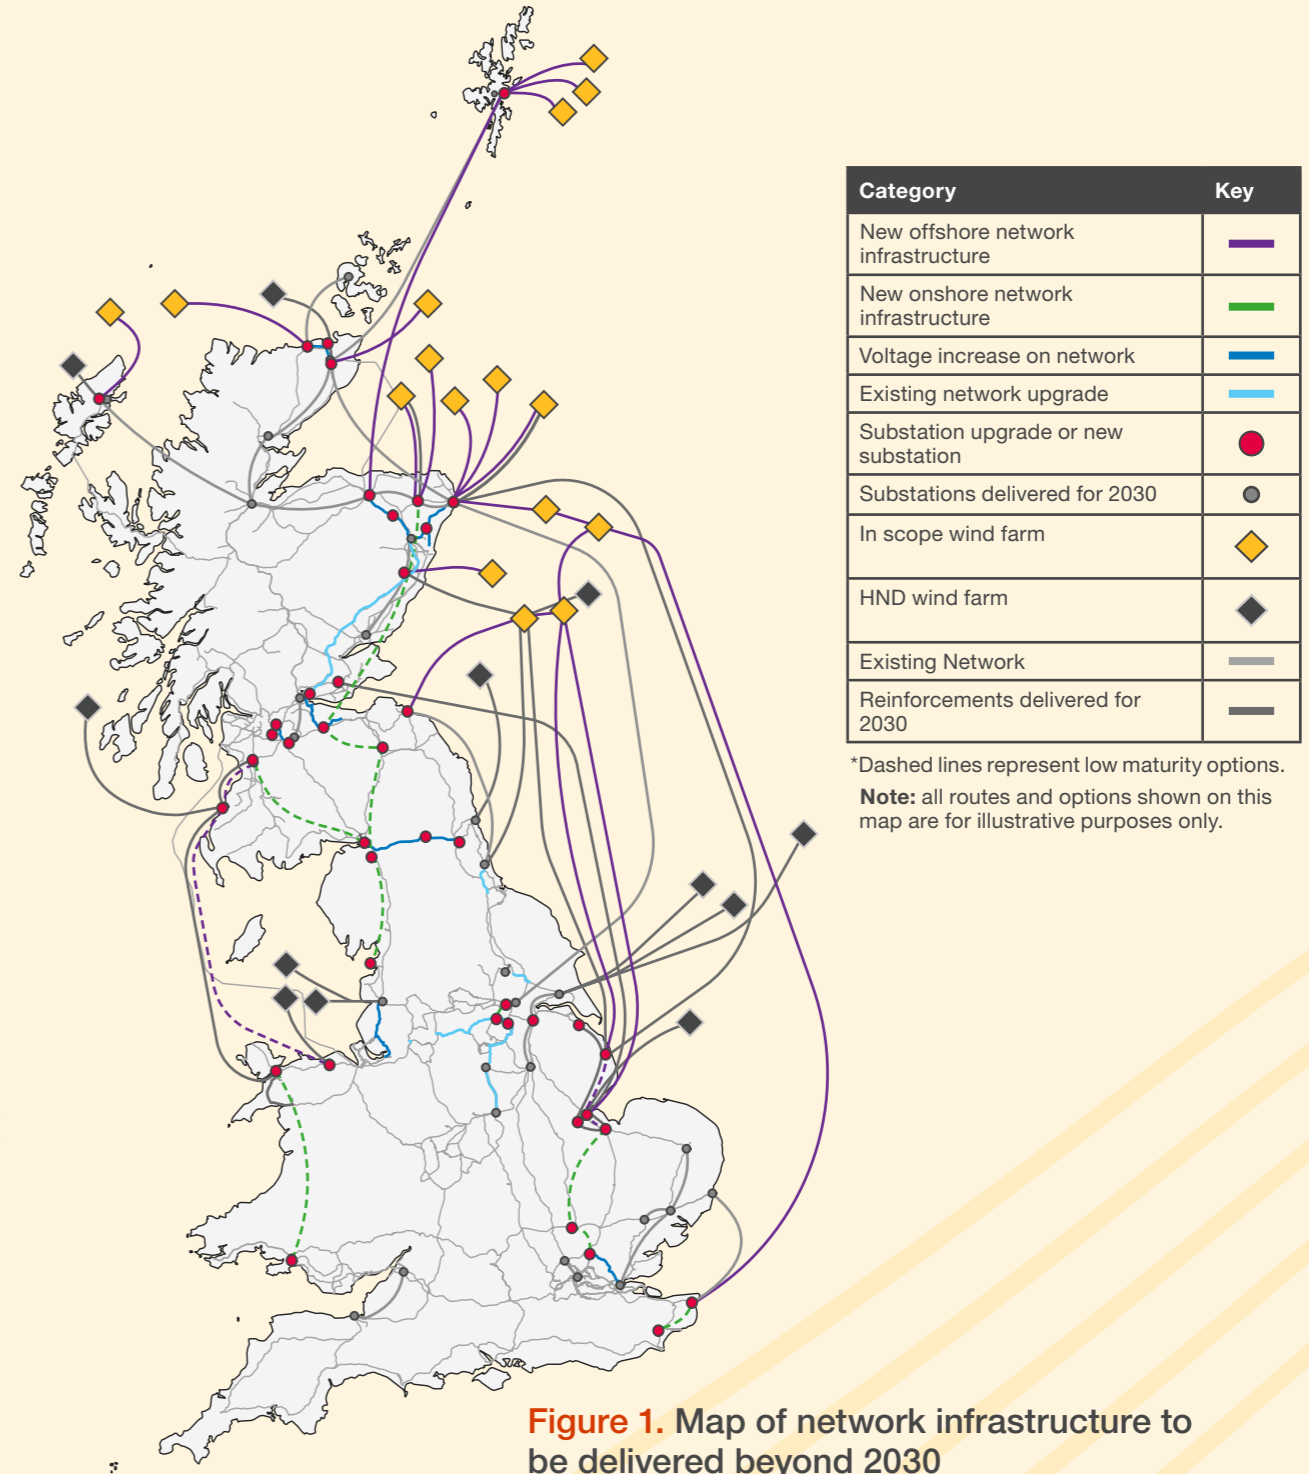 Category Key
New offshore network
infrastructure
New onshore network
infrastructure
Voltage increase on network
Existing network upgrade
Substation upgrade or new
substation
Substations delivered for 2030
In scope wind farm
HND wind farm
Existing Network
Reinforcements delivered for
2030
*Dashed lines represent low maturity options.
Note: all routes and options shown on this
map are for illustrative purposes only.
Figure 1. Map of network infrastructure to
be delivered beyond 2030